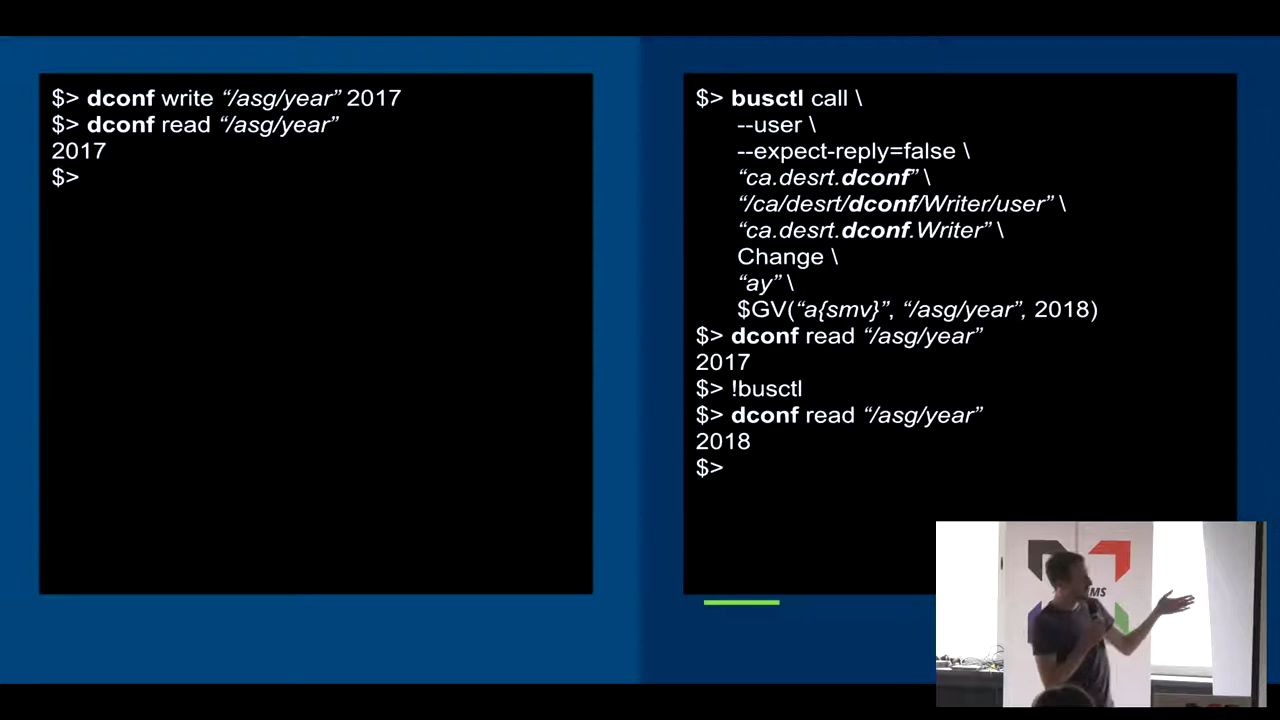 $> dconf write “/asg/year” 2017
$> dconf read “/asg/year”
2017
$>
$> busctl call \
--user \
--expect-reply=false \
“ca.desrt.dconf” \
“/ca/desrt/dconf/Writer/user” \
“ca.desrt.dconf.Writer” \
Change \
“ay” \
$GV(“a{smv}”, “/asg/year”, 2018)
$> dconf read “/asg/year”
2017
$> !busctl
$> dconf read “/asg/year”
2018
$>